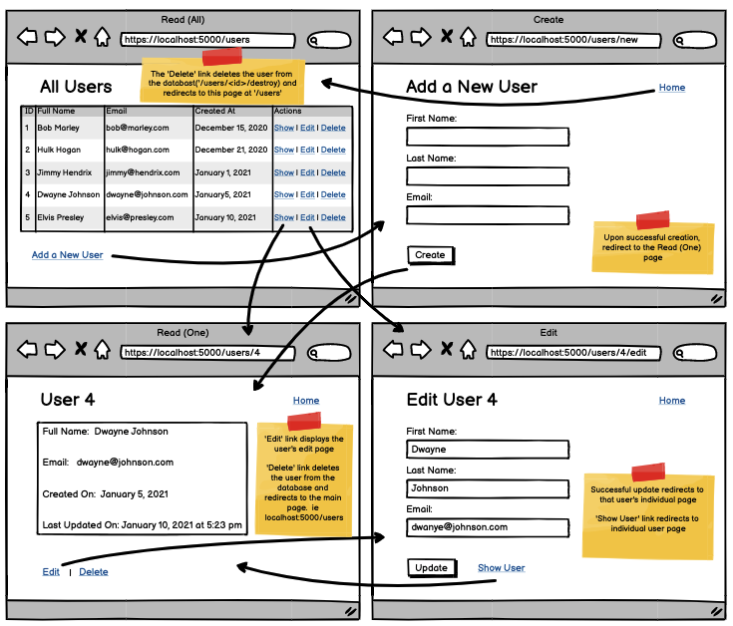 Read (All)
https://localhost:5000/users
All Users
The 'Delete' link deletes the user from
the databast('/users/<id>/destroy) and
redirects to this page at '/users'
ID Full Name Email Created At Actions
1 Bob Marley bob@marley.com December 15, 2020 Show | Edit | Delete
2 Hulk Hogan hulk@hogan.com December 21, 2020 Show | Edit | Delete
3 Jimmy Hendrix jimmy@hendrix.com January 1, 2021 Show | Edit | Delete
4 Dwayne Johnson dwayne@johnson.com January5, 2021 Show | Edit | Delete
5 Elvis Presley elvis@presley.com January 10, 2021 Show | Edit | Delete
Add a New User
Create
https://localhost:5000/users/new
Add a New User
Home
First Name:
Last Name:
Email:
Upon successful creation,
redirect to the Read (One)
page
Create
Read (One)
https://localhost:5000/users/4
User 4
Home
Full Name: Dwayne Johnson
Email: dwayne@johnson.com
Created On: January 5, 2021
Last Updated On: January 10, 2021 at 5:23 pm
'Edit' link displays the
user's edit page
'Delete' link deletes
the user from the
database and
redirects to the main
page. ie
localhost:5000/users
Edit | Delete
Edit
https://localhost:5000/users/4/edit
Edit User 4
Home
First Name:
Dwayne
Last Name:
Johnson
Email:
dwanye@johnson.com
Successful update redirects to
that user's individual page
'Show User' link redirects to
individual user page
Update
Show User